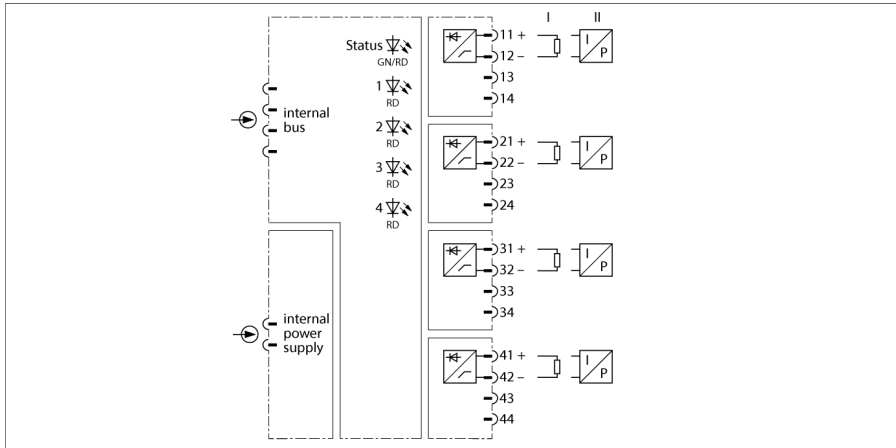 I II
Status
GN/RD
1
RD
2
RD
3
RD
4
RD
internal
bus
internal
power
supply
11 +
12 –
13
14
I
P
21 +
22 –
23
24
I
P
31 +
32 –
33
34
I
P
41 +
42 –
43
44
I
P